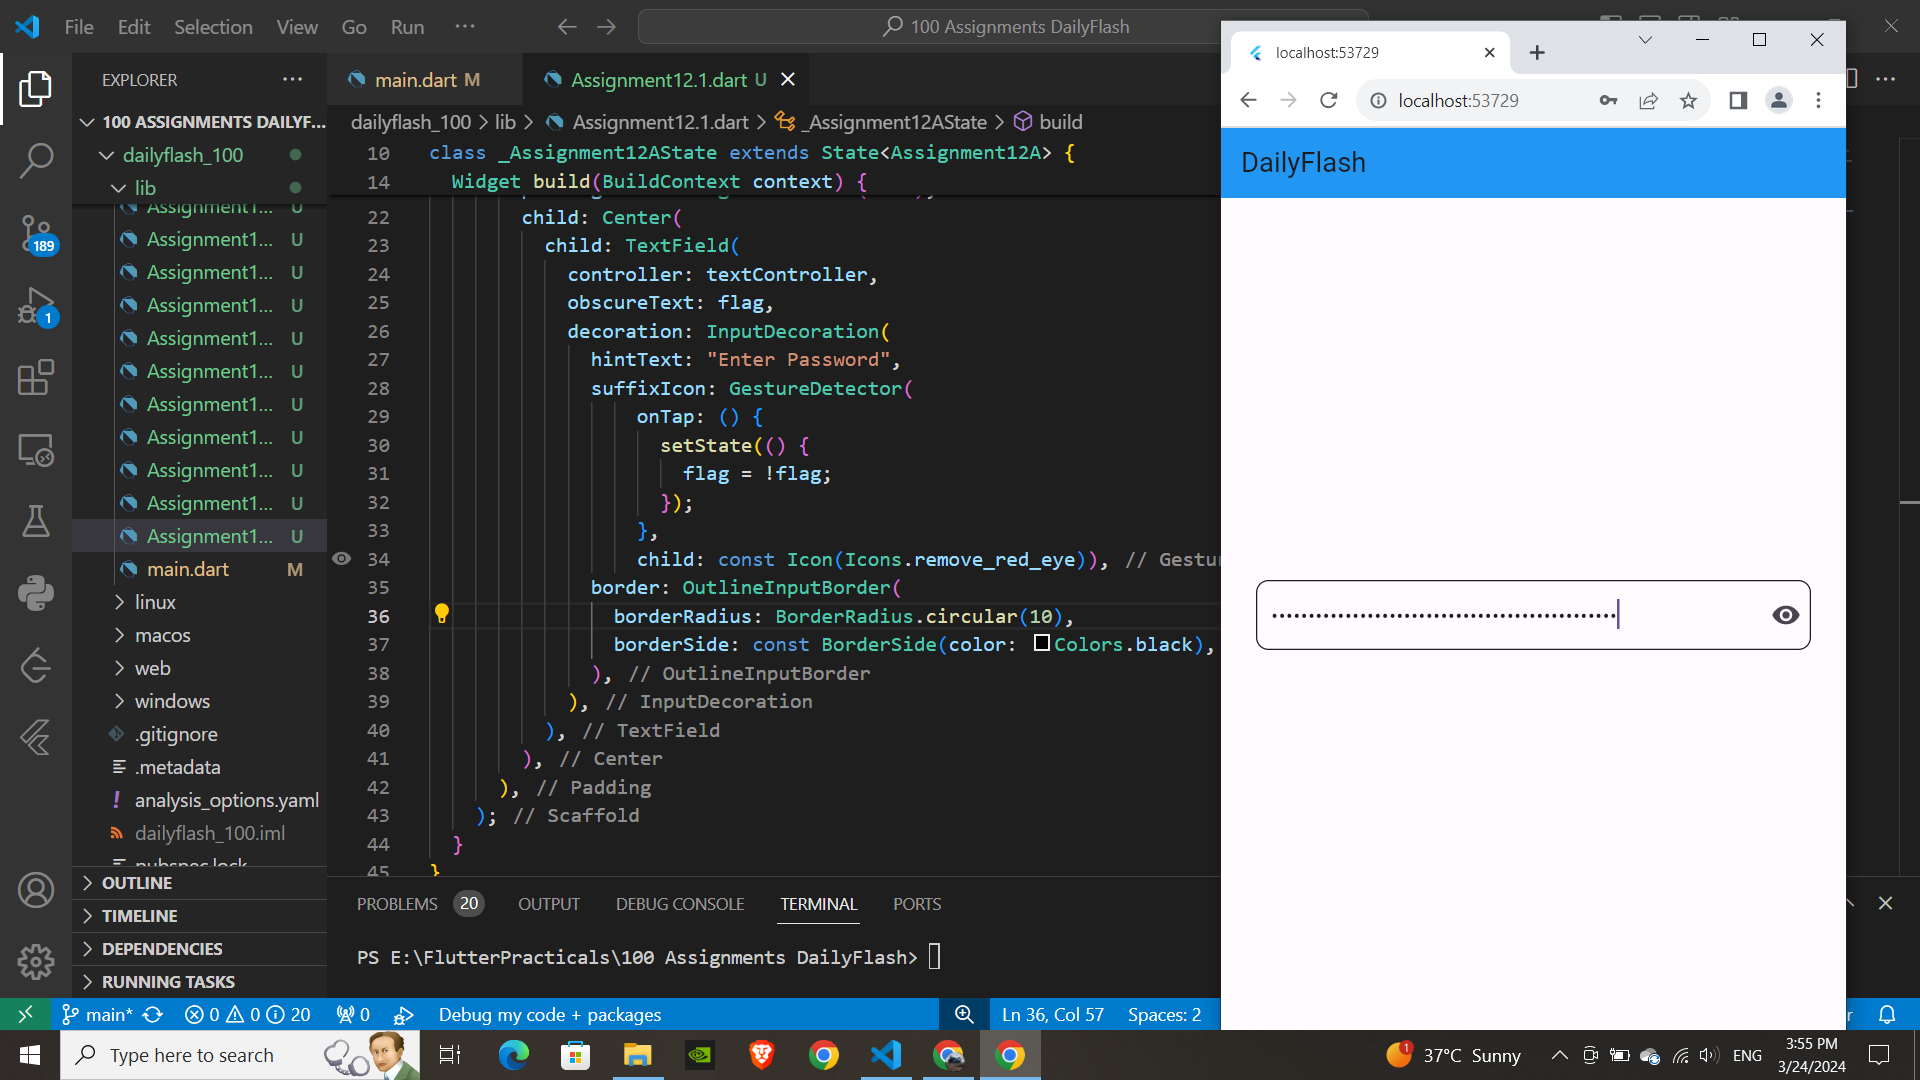 File Edit Selection View Go Run ··· 100 Assignments DailyFlash
EXPLORER ···
100 ASSIGNMENTS DAILYF...
dailyflash_100
lib
Assignment1... U
Assignment1... U
Assignment1... U
Assignment1... U
Assignment1... U
Assignment1... U
Assignment1... U
Assignment1... U
Assignment1... U
Assignment1... U
Assignment1... U
main.dart M
linux
macos
web
windows
.gitignore
.metadata
analysis_options.yaml
dailyflash_100.iml
pubspec.lock
OUTLINE
TIMELINE
DEPENDENCIES
RUNNING TASKS
189
1
main.dart M Assignment12.1.dart U
dailyflash_100 > lib > Assignment12.1.dart > _Assignment12AState > build
10 class _Assignment12AState extends State<Assignment12A> {
14 Widget build(BuildContext context) {
22 child: Center(
23 child: TextField(
24 controller: textController,
25 obscureText: flag,
26 decoration: InputDecoration(
27 hintText: "Enter Password",
28 suffixIcon: GestureDetector(
29 onTap: () {
30 setState(() {
31 flag = !flag;
32 });
33 },
34 child: const Icon(Icons.remove_red_eye)), // Gestu
35 border: OutlineInputBorder(
36 borderRadius: BorderRadius.circular(10),
37 borderSide: const BorderSide(color: Colors.black),
38 ), // OutlineInputBorder
39 ), // InputDecoration
40 ), // TextField
41 ), // Center
42 ), // Padding
43 ); // Scaffold
44 }
45 }
PROBLEMS 20 OUTPUT DEBUG CONSOLE TERMINAL PORTS
PS E:\FlutterPracticals\100 Assignments DailyFlash>
main* 0 0 20 0 Debug my code + packages Ln 36, Col 57 Spaces: 2
localhost:53729
localhost:53729
DailyFlash
Type here to search
1 37°C Sunny ENG
3:55 PM
3/24/2024